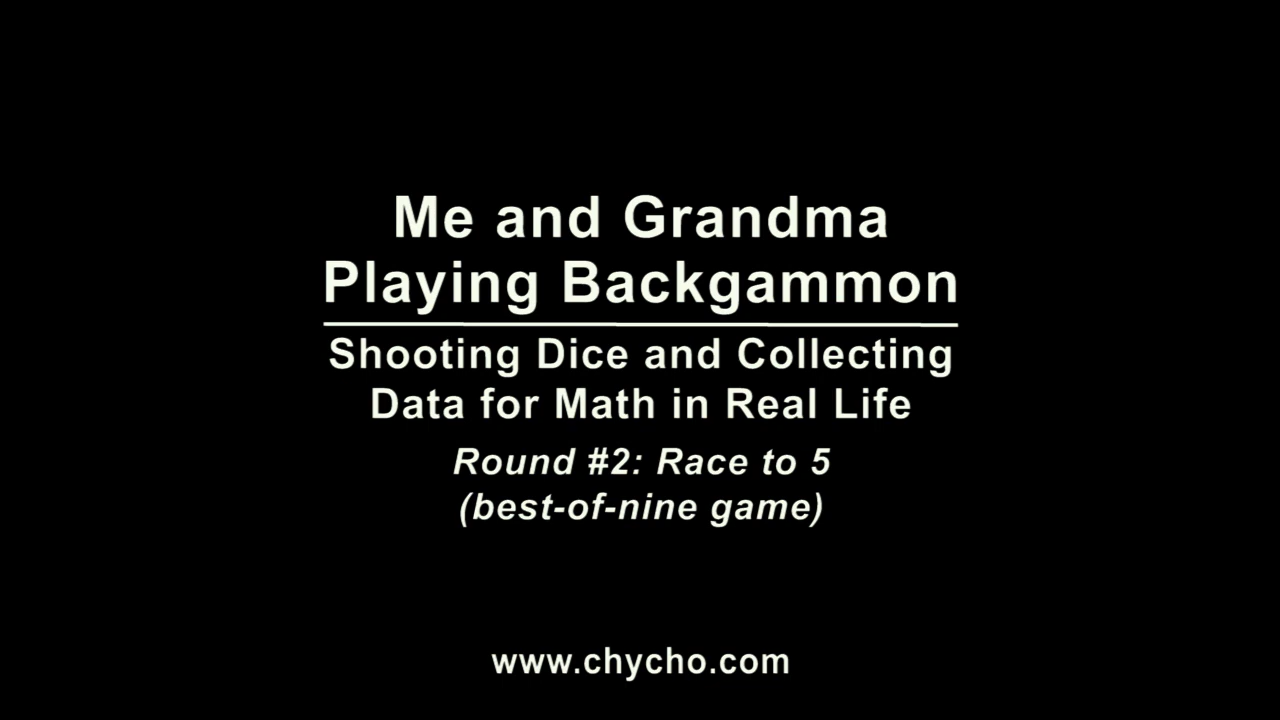 Me and Grandma
Playing Backgammon
Shooting Dice and Collecting
Data for Math in Real Life
Round #2: Race to 5
(best-of-nine game)
www.chycho.com